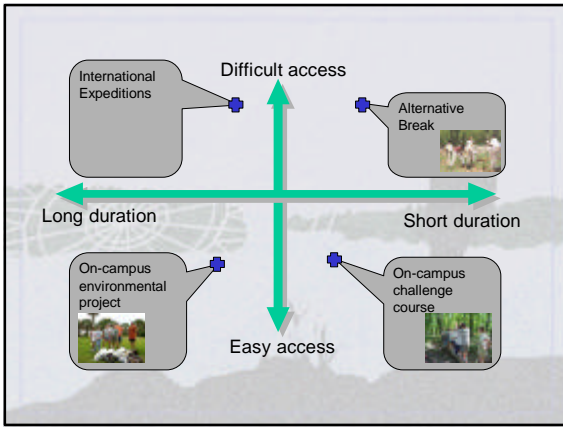 Difficult access
International
Expeditions
Alternative
Break
Long duration
Short duration
On-campus
environmental
project
On-campus
challenge
course
Easy access